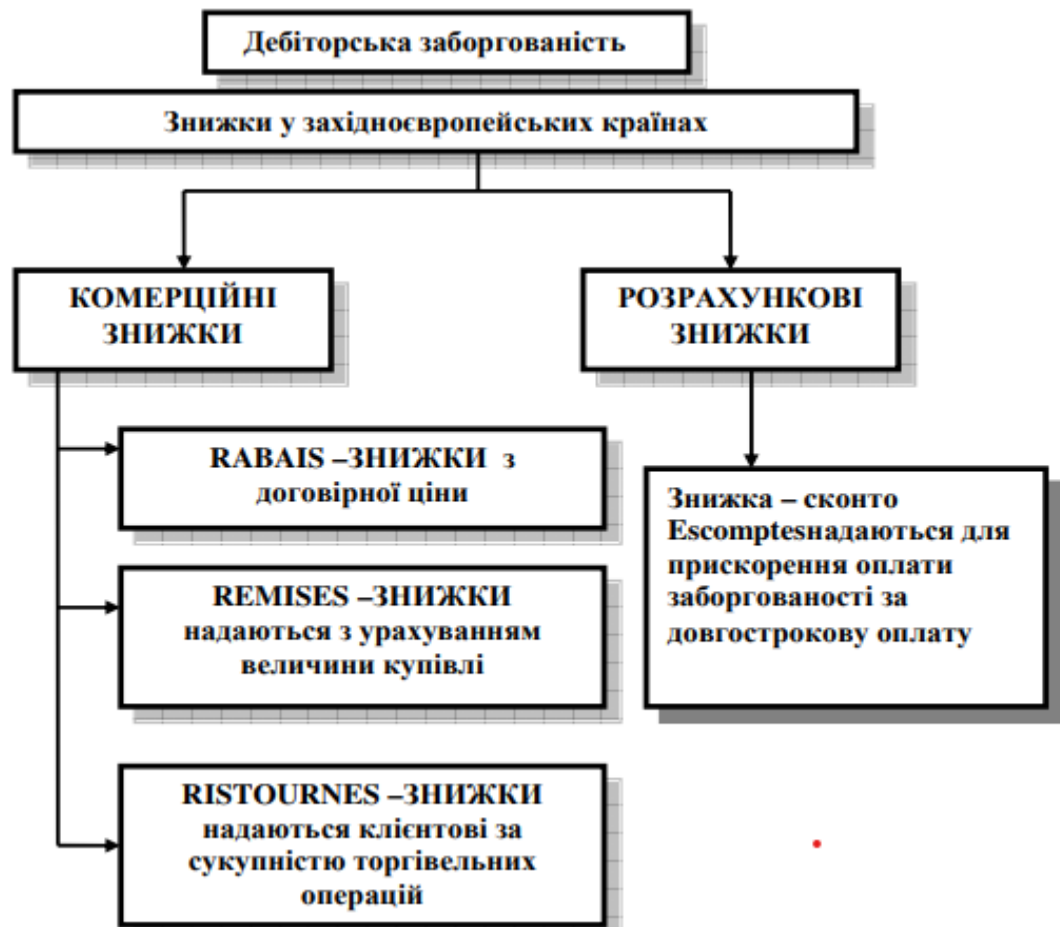 Дебіторська заборгованість
Знижки у західноєвропейських країнах
КОМЕРЦІЙНІ
ЗНИЖКИ
РОЗРАХУНКОВІ
ЗНИЖКИ
RABAIS –ЗНИЖКИ з
договірної ціни
REMISES –ЗНИЖКИ
надаються з урахуванням
величини купівлі
RISTOURNES –ЗНИЖКИ
надаються клієнтові за
сукупністю торгівельних
операцій
Знижка – сконто
Escomptesнадаються для
прискорення оплати
заборгованості за
довгострокову оплату